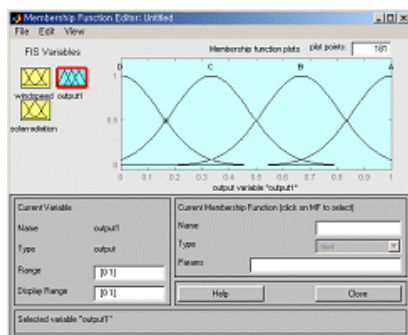 Membership Function Editor: Untitled
File Edit View
FIS Variables
Membership function plots
plot points:
181
windspeed
output1
solarradiation
D
C
B
A
1
0.5
0
0 0.1 0.2 0.3 0.4 0.5 0.6 0.7 0.8 0.9 1
output variable "output1"
Current Variable
Name output1
Type output
Range [0 1]
Display Range [0 1]
Current Membership Function (click on MF to select)
Name
Type
Params
Help
Close
Selected variable "output1"